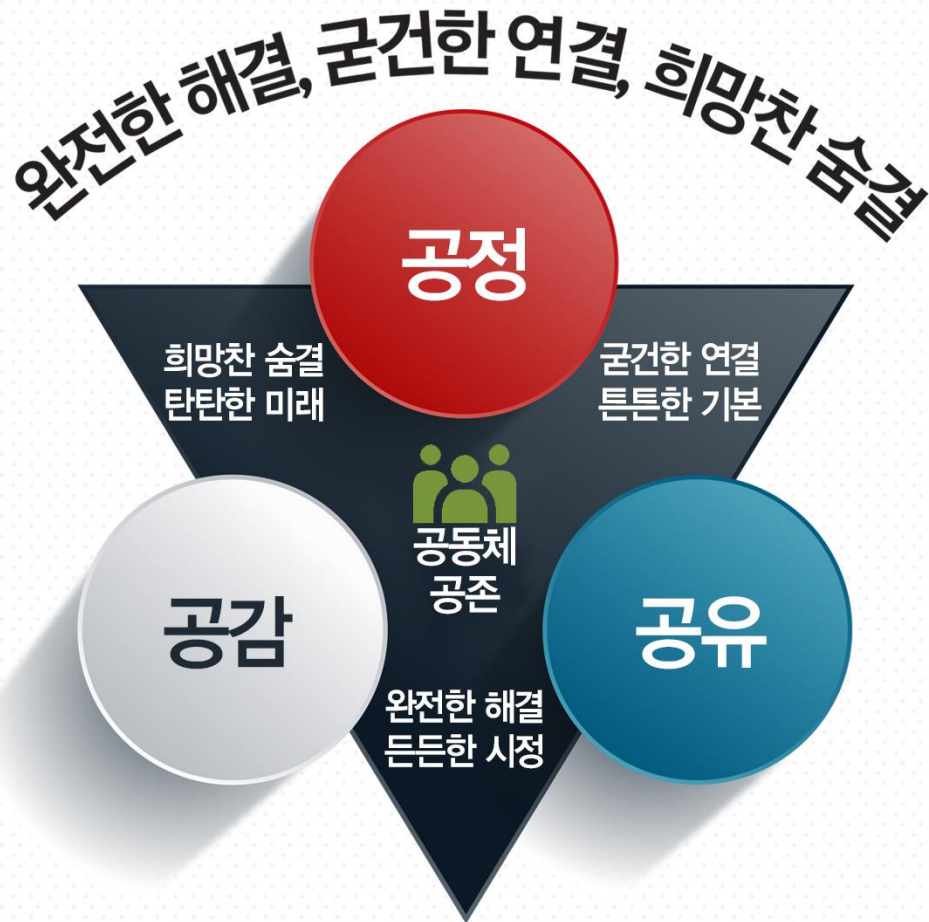 완전한 해결, 굳건한 연결, 희망찬 숨결
공정
희망찬 숨결
탄탄한 미래
굳건한 연결
튼튼한 기본
공동체
공존
공감
공유
완전한 해결
든든한 시정